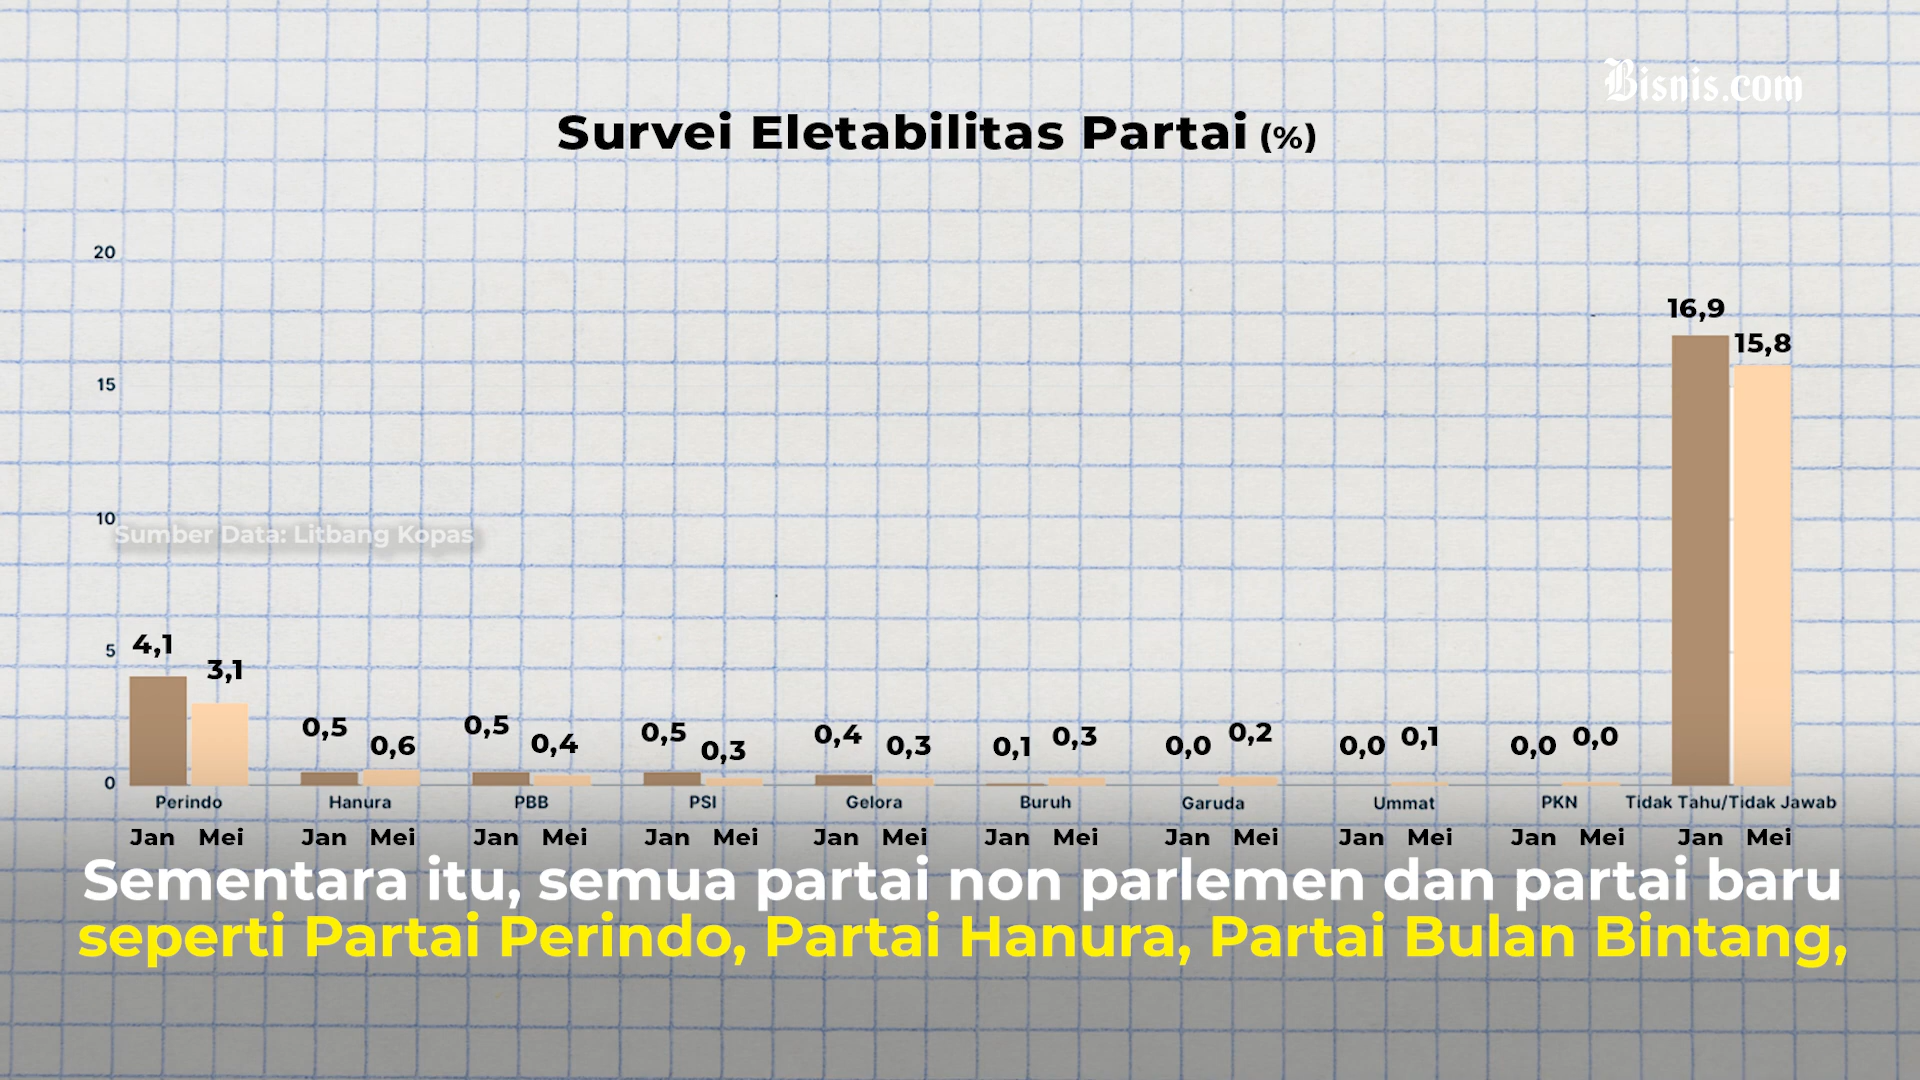 Bisnis.com
Survei Eletabilitas Partai (%)
20
15
10
5
0
Sumber Data: Litbang Kopas
4,1 3,1 0,5 0,6 0,5 0,4 0,5 0,3 0,4 0,3 0,1 0,3 0,0 0,2 0,0 0,1 0,0 0,0 16,9 15,8
Perindo Hanura PBB PSI Gelora Buruh Garuda Ummat PKN Tidak Tahu/Tidak Jawab
Jan Mei Jan Mei Jan Mei Jan Mei Jan Mei Jan Mei Jan Mei Jan Mei Jan Mei Jan Mei
Sementara itu, semua partai non parlemen dan partai baru
seperti Partai Perindo, Partai Hanura, Partai Bulan Bintang,